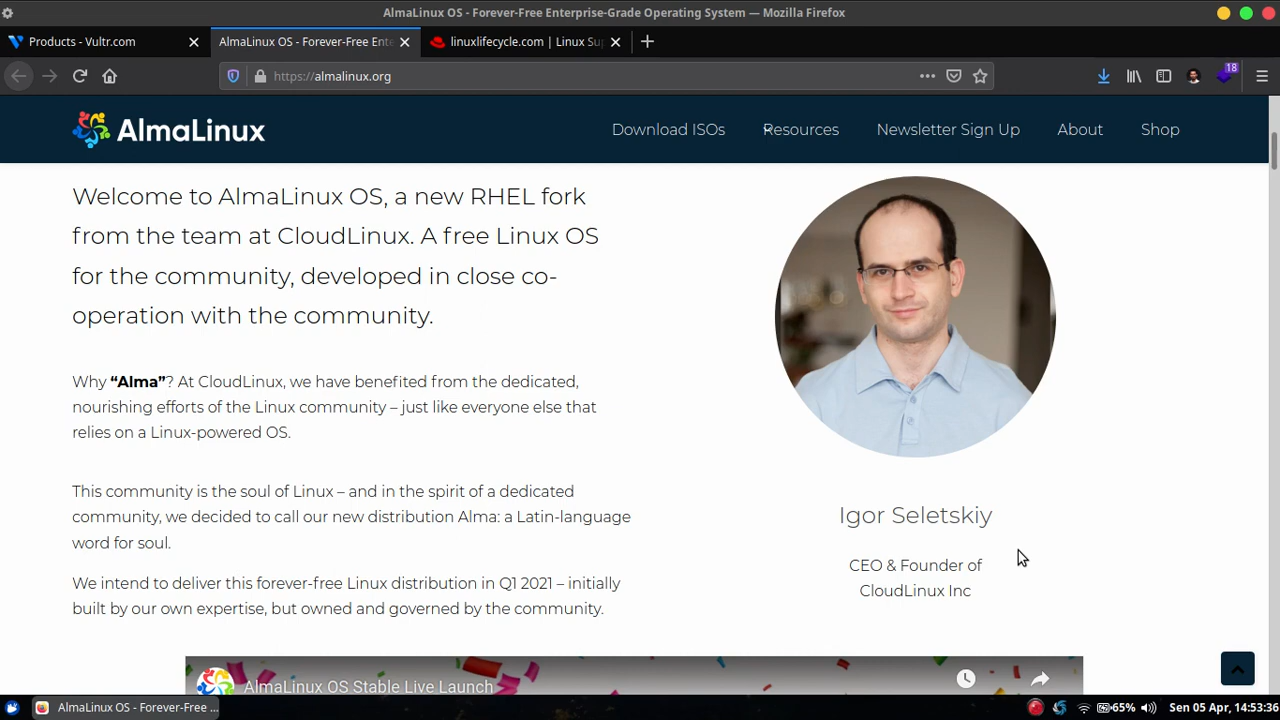 AlmaLinux OS - Forever-Free Enterprise-Grade Operating System — Mozilla Firefox
Products - Vultr.com
AlmaLinux OS - Forever-Free Ente
linuxlifecycle.com | Linux Sup
https://almalinux.org
18
AlmaLinux
Download ISOs
Resources
Newsletter Sign Up
About
Shop
Welcome to AlmaLinux OS, a new RHEL fork
from the team at CloudLinux. A free Linux OS
for the community, developed in close co-
operation with the community.
Why “Alma”? At CloudLinux, we have benefited from the dedicated,
nourishing efforts of the Linux community – just like everyone else that
relies on a Linux-powered OS.
This community is the soul of Linux – and in the spirit of a dedicated
community, we decided to call our new distribution Alma: a Latin-language
word for soul.
We intend to deliver this forever-free Linux distribution in Q1 2021 – initially
built by our own expertise, but owned and governed by the community.
Igor Seletskiy
CEO & Founder of
CloudLinux Inc
AlmaLinux OS Stable Live Launch
AlmaLinux OS - Forever-Free ...
65%
Sen 05 Apr, 14:53:36